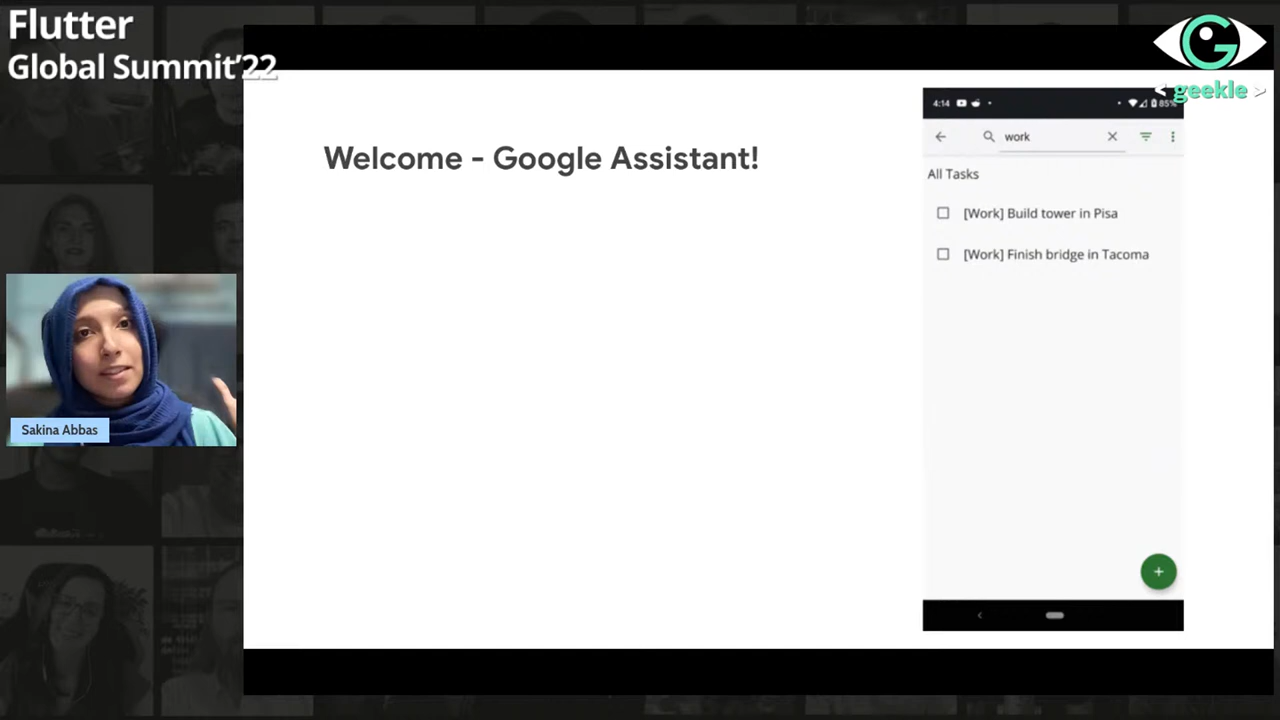 Flutter
Global Summit'22
< geekle >
Welcome - Google Assistant!
4:14
85%
work
All Tasks
[Work] Build tower in Pisa
[Work] Finish bridge in Tacoma
+
Sakina Abbas